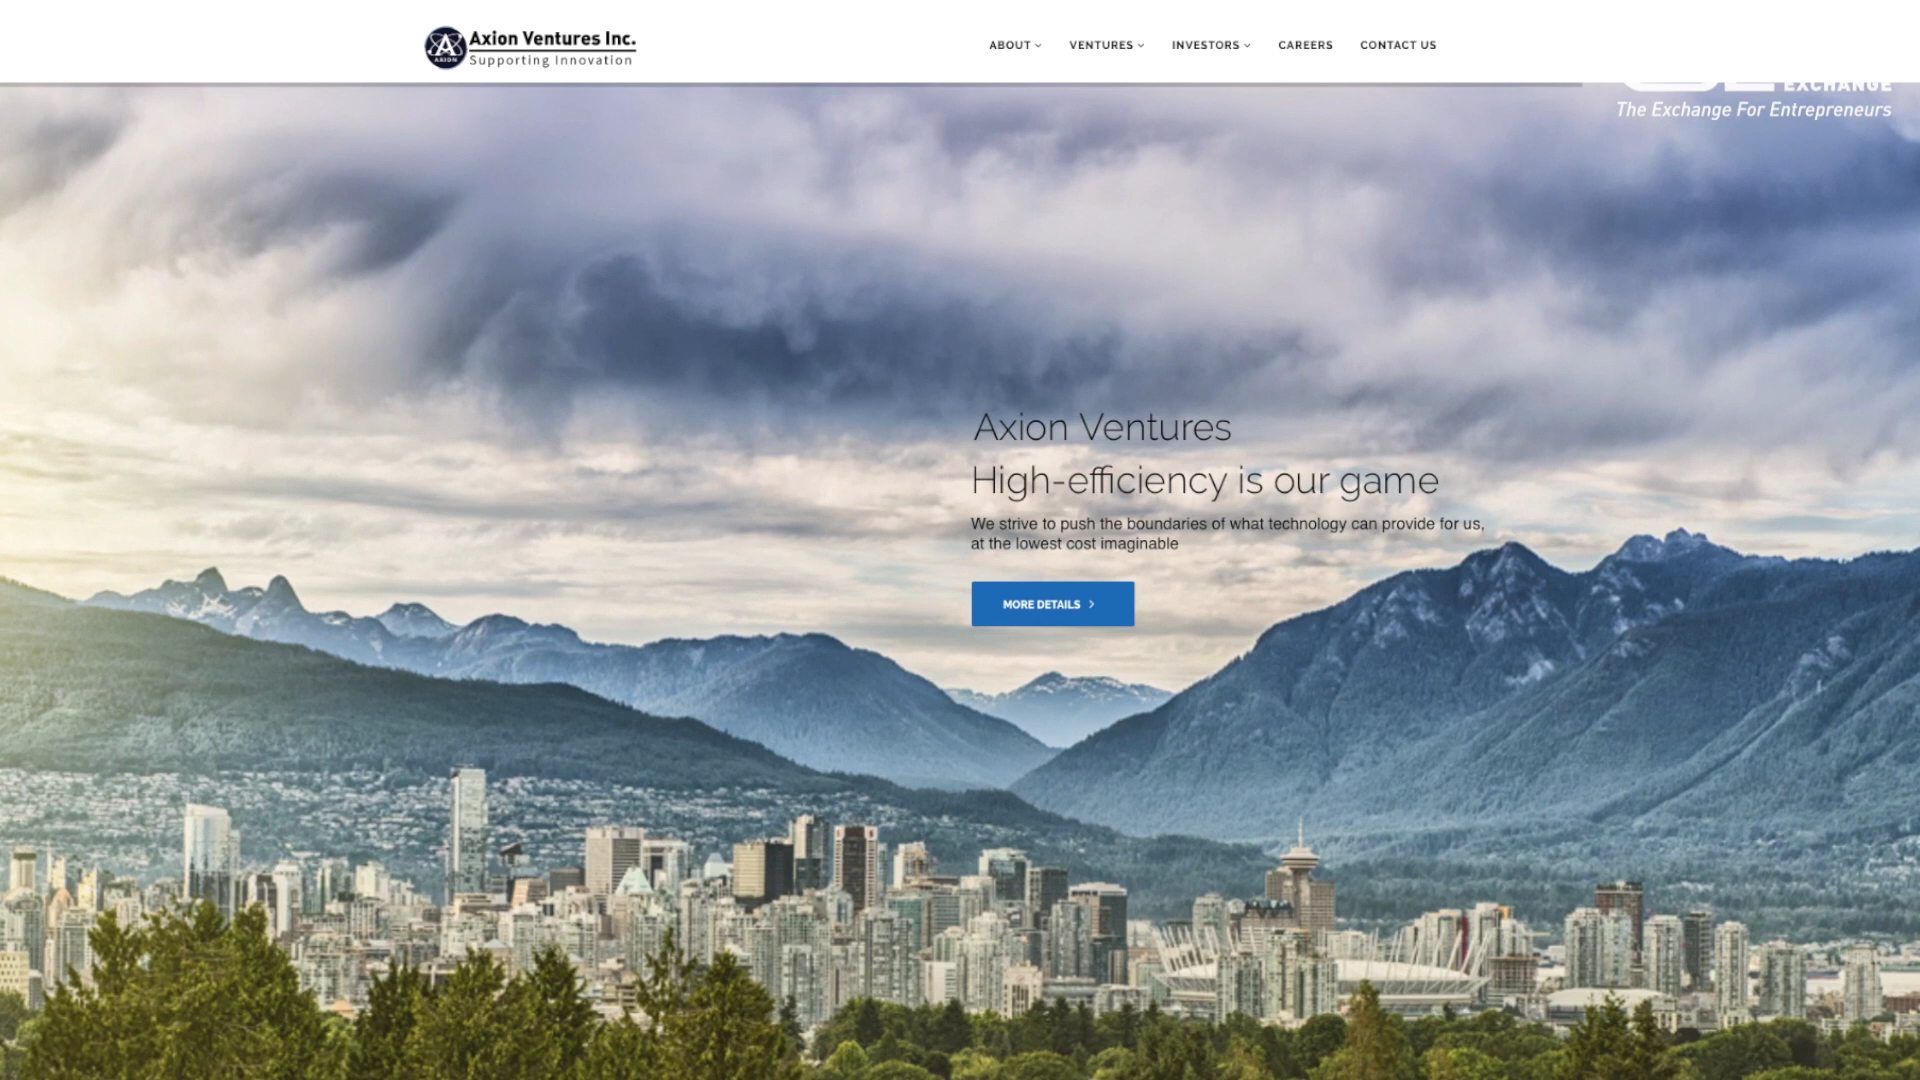 AXION
Axion Ventures Inc.
Supporting Innovation
ABOUT
VENTURES
INVESTORS
CAREERS
CONTACT US
EXCHANGE
The Exchange For Entrepreneurs
Axion Ventures
High-efficiency is our game
We strive to push the boundaries of what technology can provide for us,
at the lowest cost imaginable
MORE DETAILS